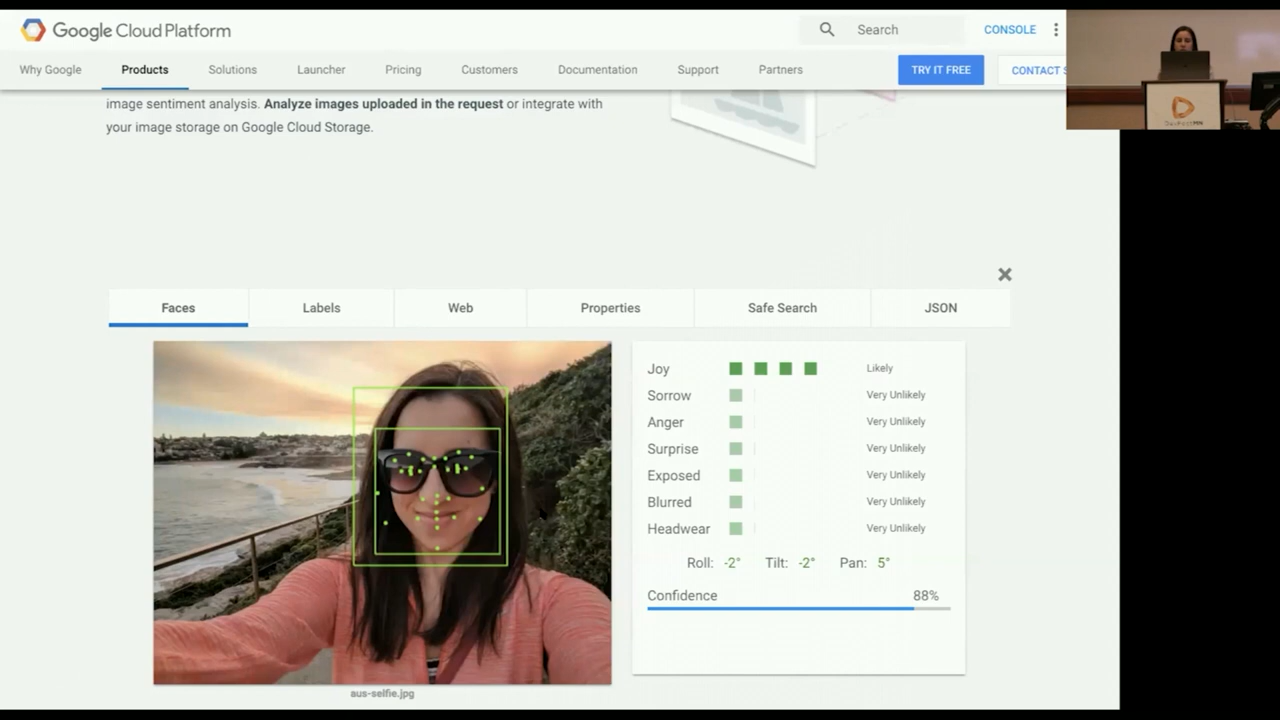 Google Cloud Platform
Search
CONSOLE
Why Google
Products
Solutions
Launcher
Pricing
Customers
Documentation
Support
Partners
TRY IT FREE
CONTACT S
image sentiment analysis. Analyze images uploaded in the request or integrate with
your image storage on Google Cloud Storage.
Faces
Labels
Web
Properties
Safe Search
JSON
Joy Likely
Sorrow Very Unlikely
Anger Very Unlikely
Surprise Very Unlikely
Exposed Very Unlikely
Blurred Very Unlikely
Headwear Very Unlikely
Roll: -2° Tilt: -2° Pan: 5°
Confidence 88%
aus-selfie.jpg